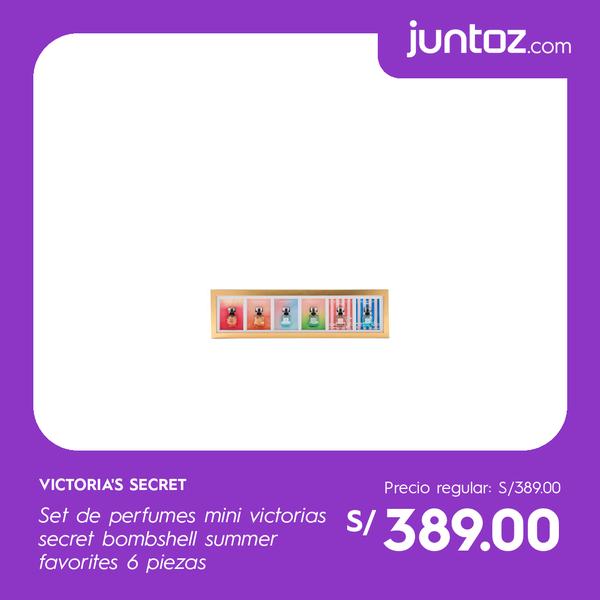 juntoz.com
VICTORIA'S SECRET
Set de perfumes mini victorias
secret bombshell summer
favorites 6 piezas
Precio regular: S/389.00
S/ 389.00